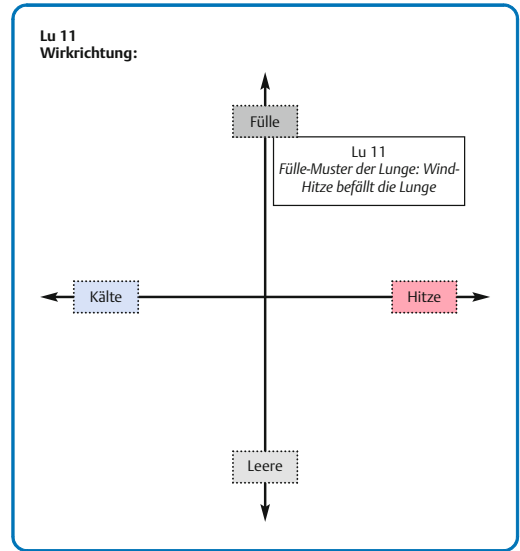 Lu 11
Wirkrichtung:
Fülle
Lu 11
Fülle-Muster der Lunge: Wind-
Hitze befällt die Lunge
Kälte
Hitze
Leere